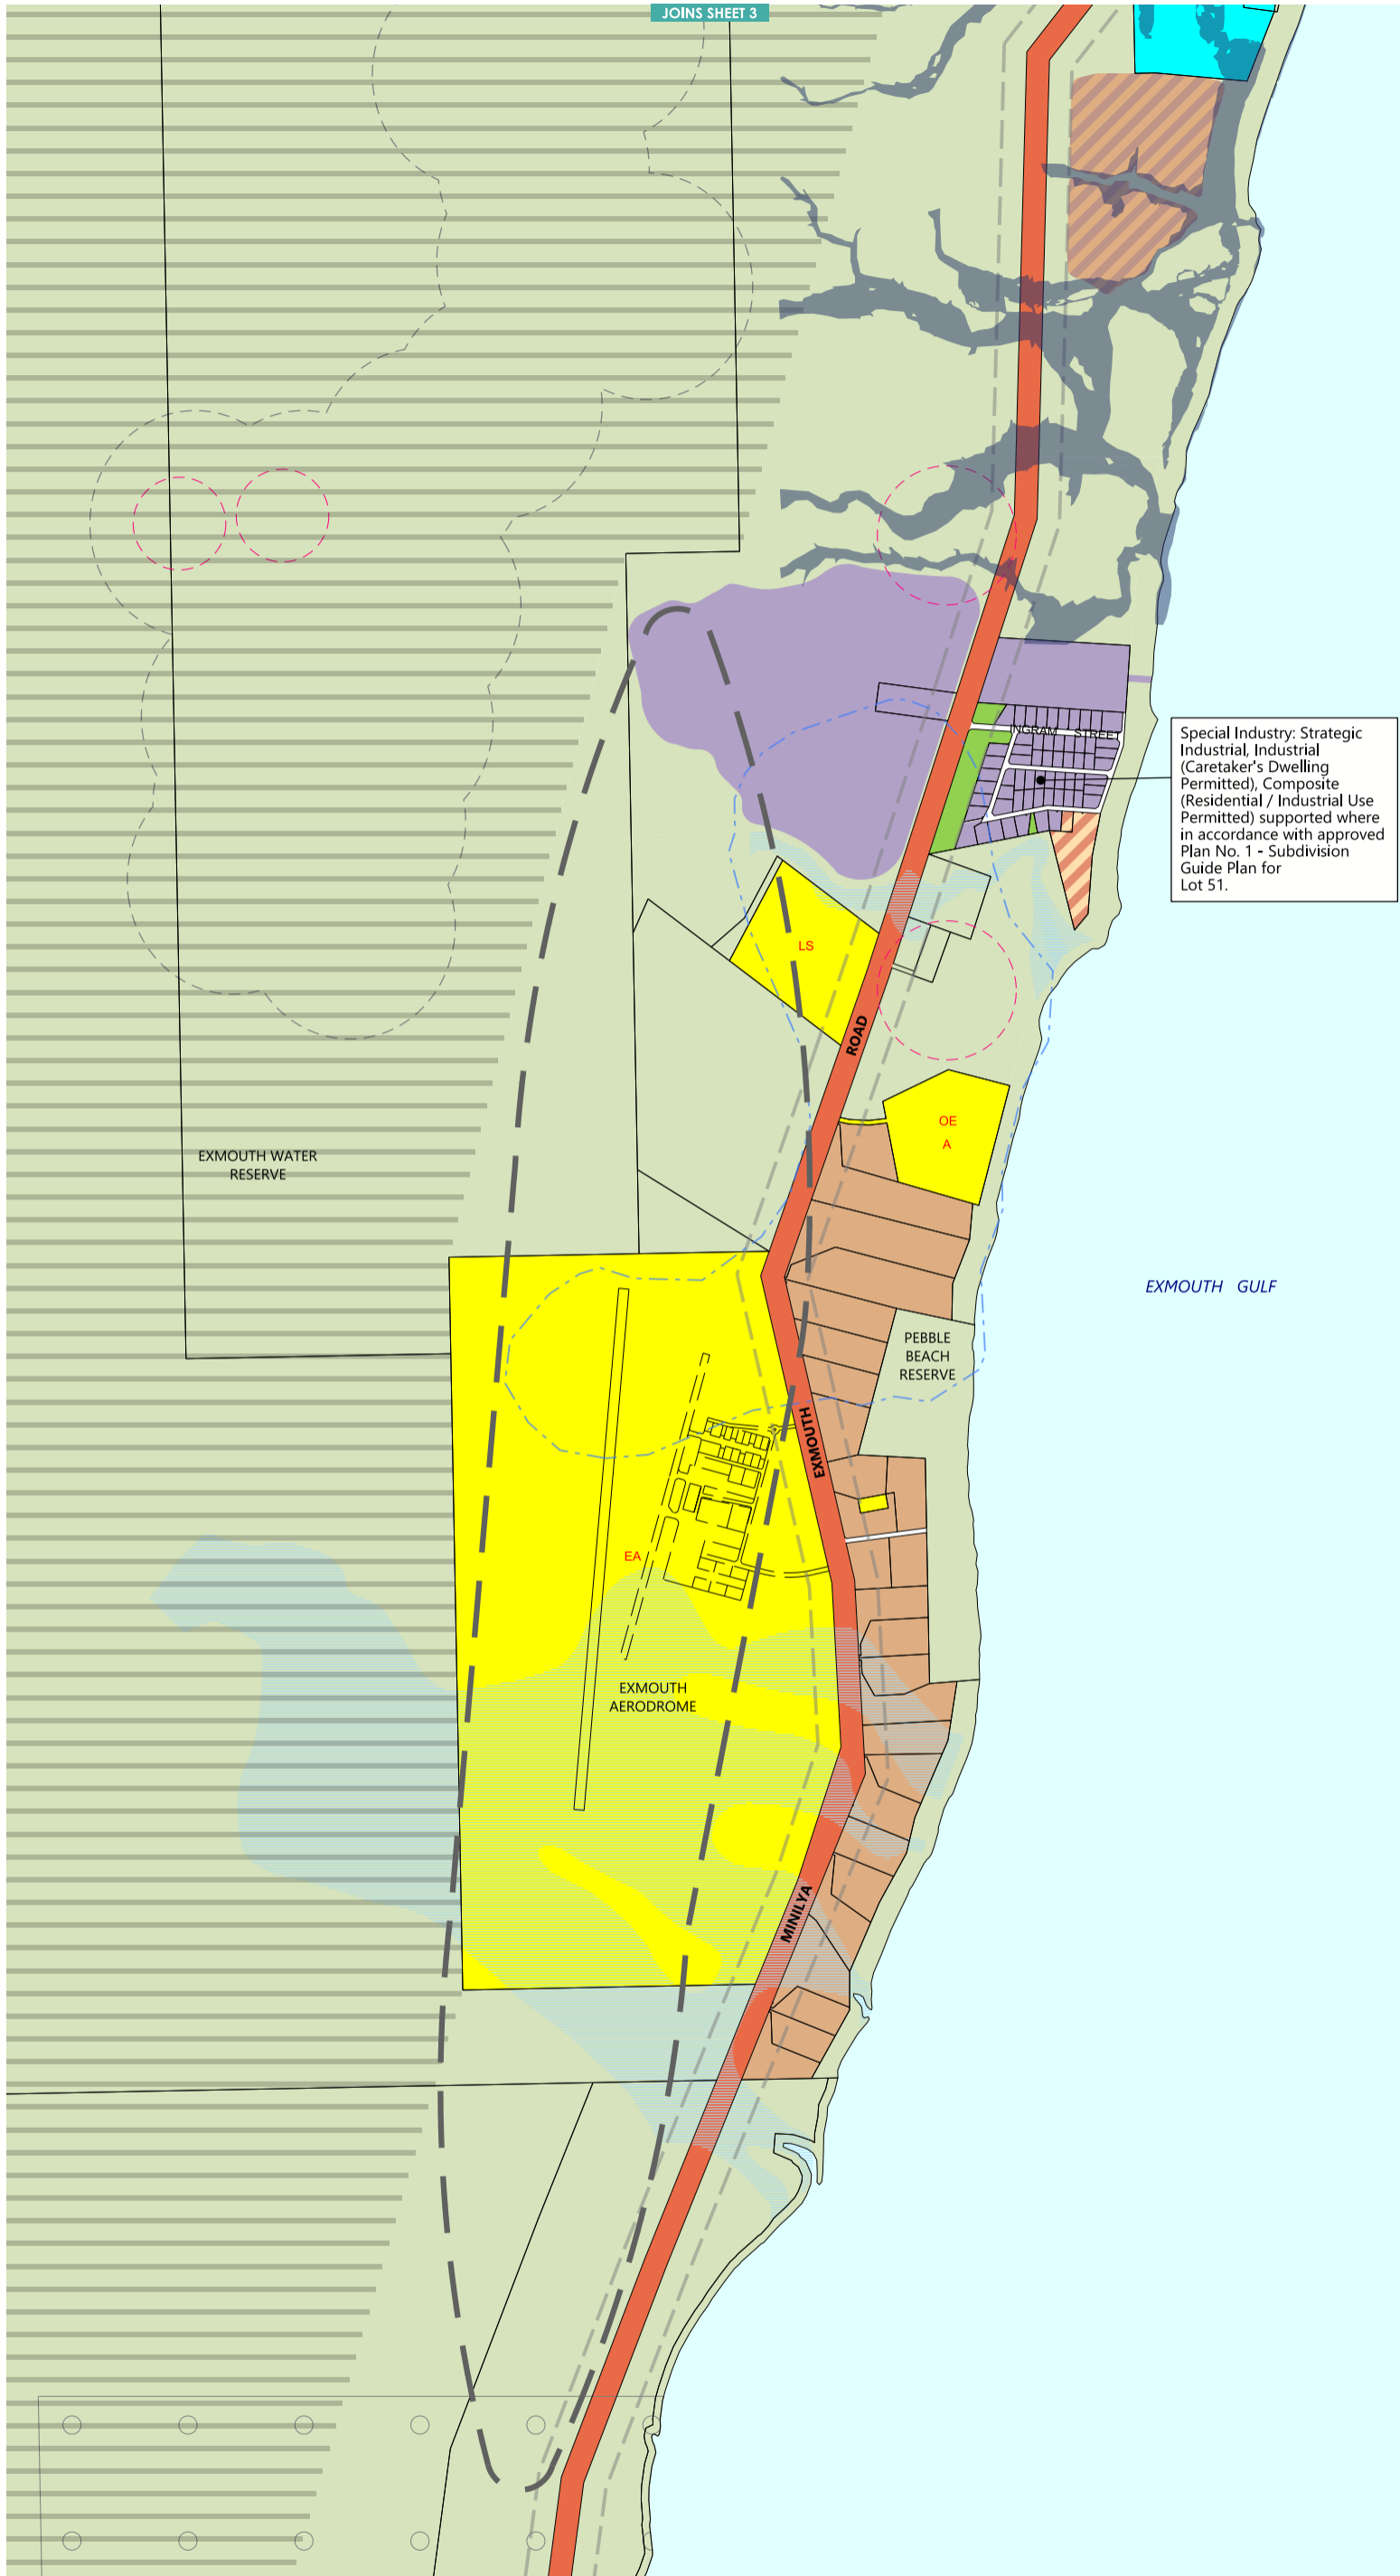 JOINS SHEET 3
INGRAM STREET
Special Industry: Strategic
Industrial, Industrial
(Caretaker's Dwelling
Permitted), Composite
(Residential / Industrial Use
Permitted) supported where
in accordance with approved
Plan No. 1 - Subdivision
Guide Plan for
Lot 51.
LS
ROAD
OE
A
EXMOUTH WATER
RESERVE
EXMOUTH GULF
PEBBLE
BEACH
RESERVE
EXMOUTH
EA
EXMOUTH
AERODROME
MINILYA